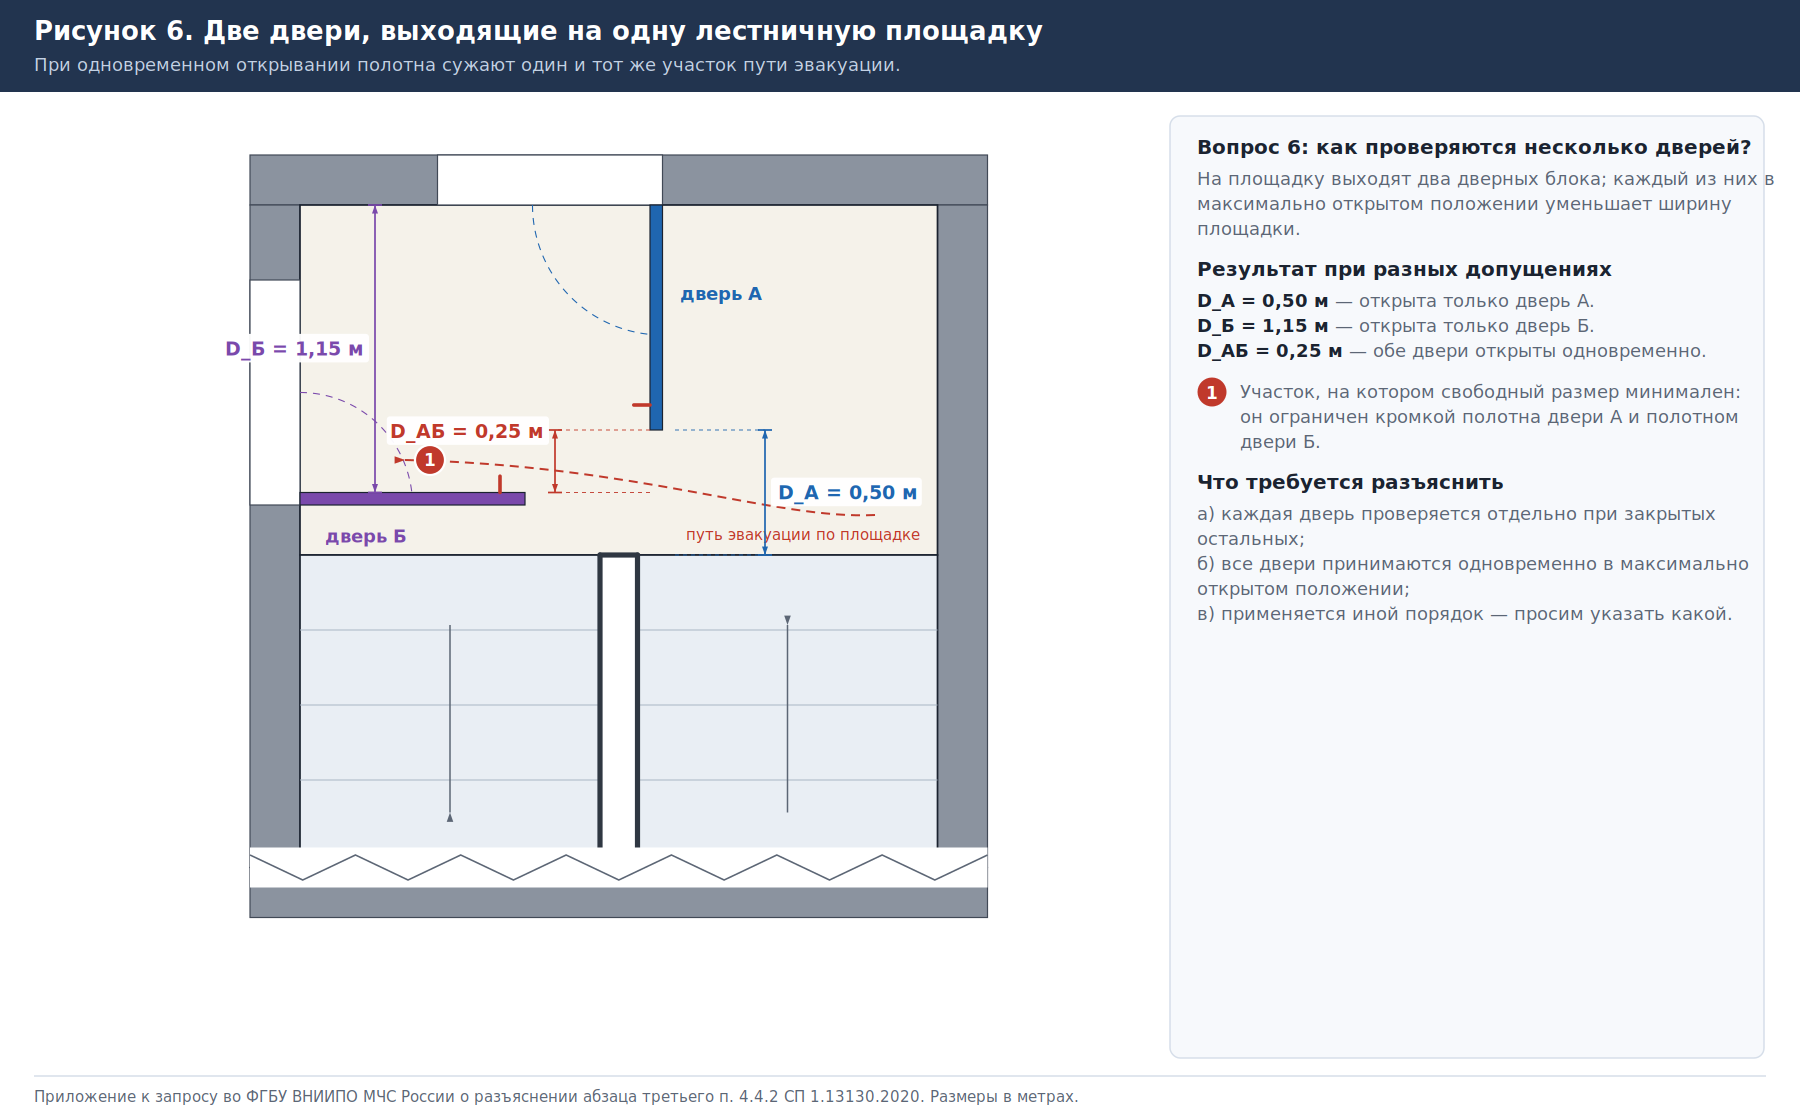 Рисунок 6. Две двери, выходящие на одну лестничную площадку
При одновременном открывании полотна сужают один и тот же участок пути эвакуации.
дверь А
D_Б = 1,15 м
D_АБ = 0,25 м
1
D_А = 0,50 м
дверь Б
путь эвакуации по площадке
Вопрос 6: как проверяются несколько дверей?
На площадку выходят два дверных блока; каждый из них в
максимально открытом положении уменьшает ширину
площадки.
Результат при разных допущениях
D_А = 0,50 м — открыта только дверь А.
D_Б = 1,15 м — открыта только дверь Б.
D_АБ = 0,25 м — обе двери открыты одновременно.
1 Участок, на котором свободный размер минимален:
он ограничен кромкой полотна двери А и полотном
двери Б.
Что требуется разъяснить
а) каждая дверь проверяется отдельно при закрытых
остальных;
б) все двери принимаются одновременно в максимально
открытом положении;
в) применяется иной порядок — просим указать какой.
Приложение к запросу во ФГБУ ВНИИПО МЧС России о разъяснении абзаца третьего п. 4.4.2 СП 1.13130.2020. Размеры в метрах.